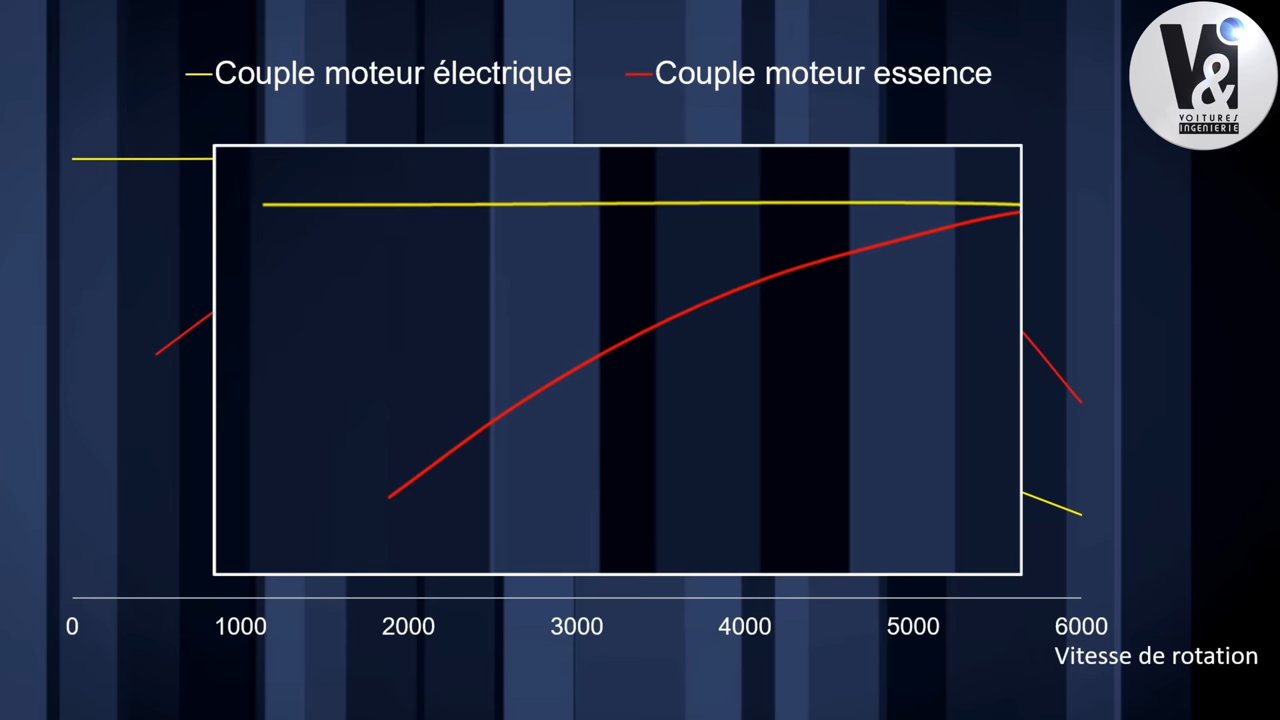 Couple moteur électrique
Couple moteur essence
V&i
VOITURES
INGENIERIE
0
1000
2000
3000
4000
5000
6000
Vitesse de rotation